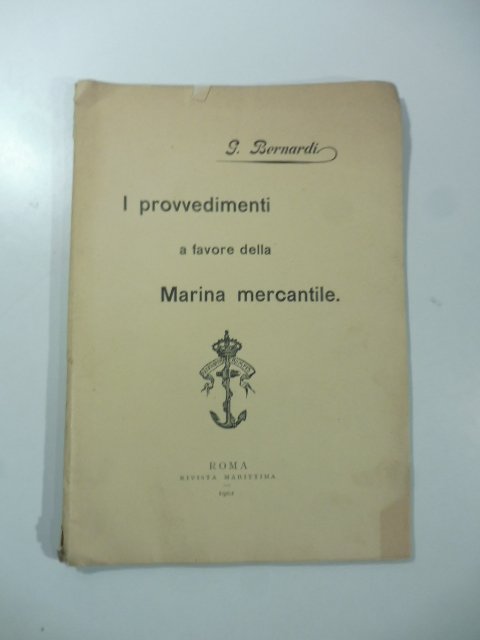 G. Bernardi
I provvedimenti
a favore della
Marina mercantile.
ROMA
RIVISTA MARITTIMA